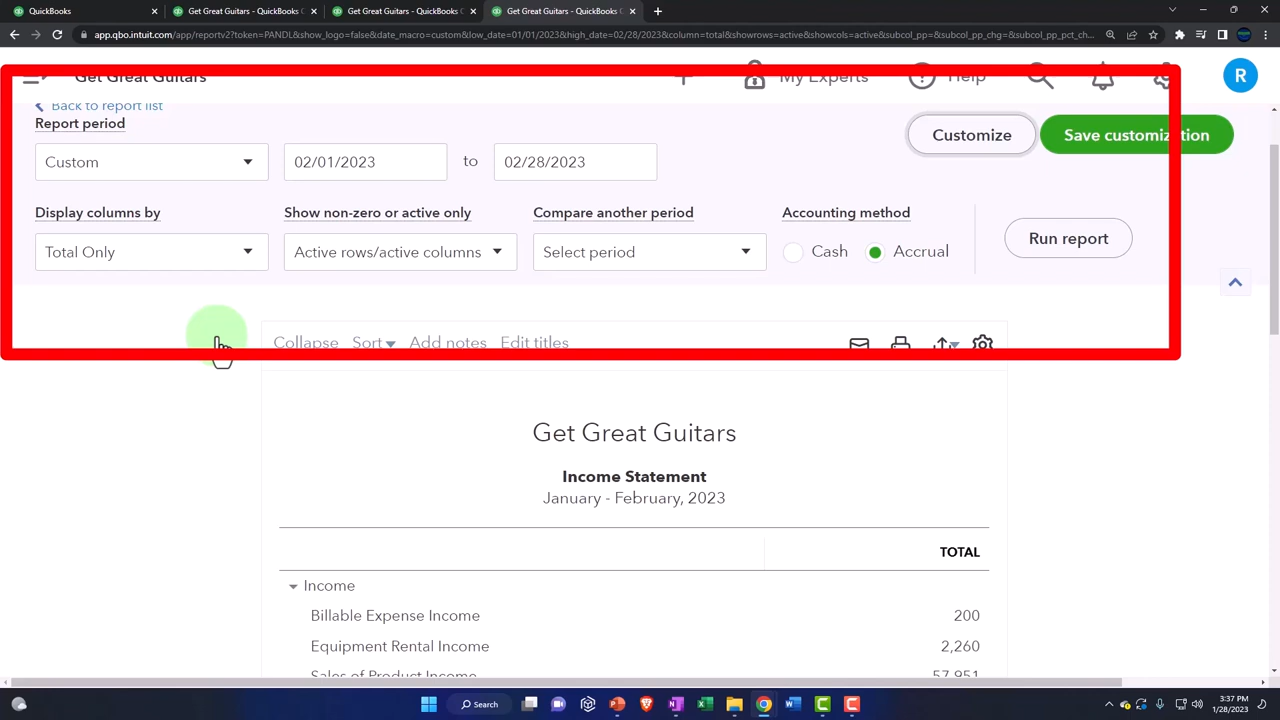 QuickBooks
Get Great Guitars - QuickBooks C
Get Great Guitars - QuickBooks C
Get Great Guitars - QuickBooks C
app.qbo.intuit.com/app/reportv2?token=PANDL&show_logo=false&date_macro=custom&low_date=01/01/2023&high_date=02/28/2023&column=total&showrows=active&showcols=active&subcol_pp=&subcol_pp_chg=&subcol_pp_pct_ch...
Get Great Guitars
My Experts
Help
R
Back to report list
Report period
Customize
Save customization
Custom
02/01/2023
to
02/28/2023
Display columns by
Show non-zero or active only
Compare another period
Accounting method
Total Only
Active rows/active columns
Select period
Cash
Accrual
Run report
Collapse
Sort
Add notes
Edit titles
Get Great Guitars
Income Statement
January - February, 2023
TOTAL
Income
Billable Expense Income
200
Equipment Rental Income
2,260
Sales of Product Income
57,951
Search
3:37 PM
1/28/2023